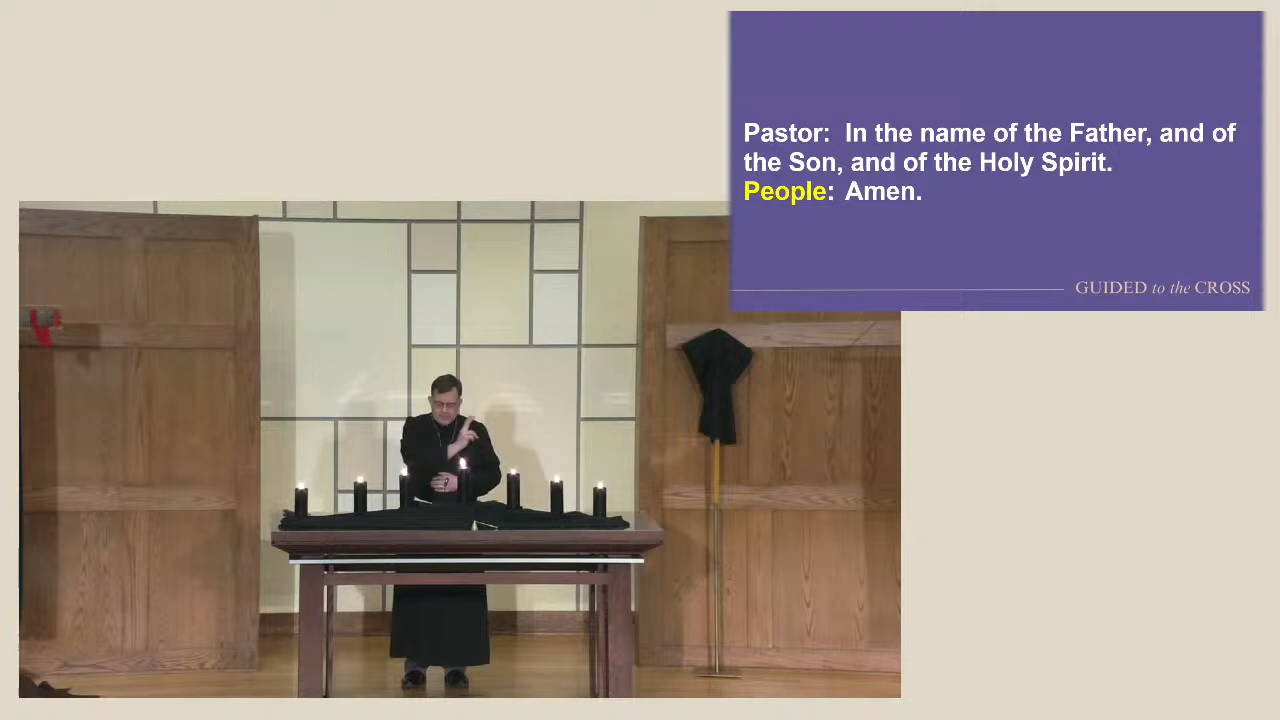 Pastor: In the name of the Father, and of
the Son, and of the Holy Spirit.
People: Amen.
GUIDED to the CROSS